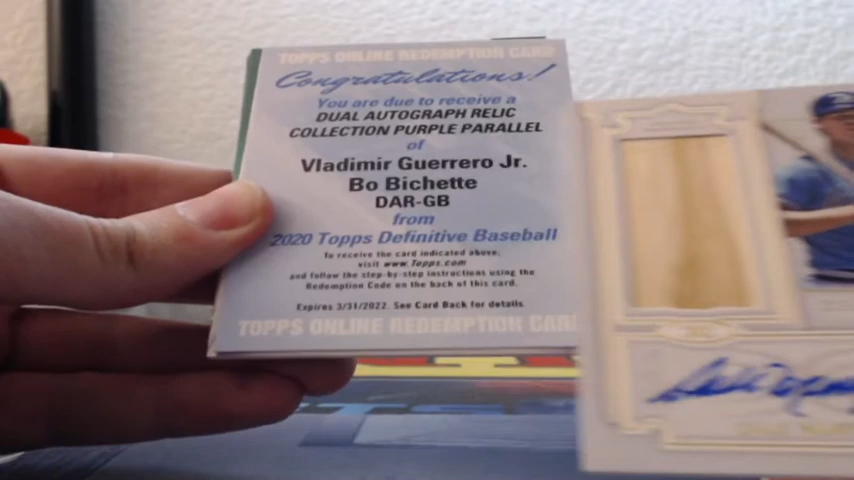 TOPPS ONLINE REDEMPTION CARD
Congratulations!
You are due to receive a
DUAL AUTOGRAPH RELIC
COLLECTION PURPLE PARALLEL
of
Vladimir Guerrero Jr.
Bo Bichette
DAR-GB
from
2020 Topps Definitive Baseball
To receive the card indicated above,
visit www.Topps.com
and follow the step-by-step instructions using the
Redemption Code on the back of this card.
Expires 3/31/2022. See Card Back for details.
TOPPS ONLINE REDEMPTION CAR